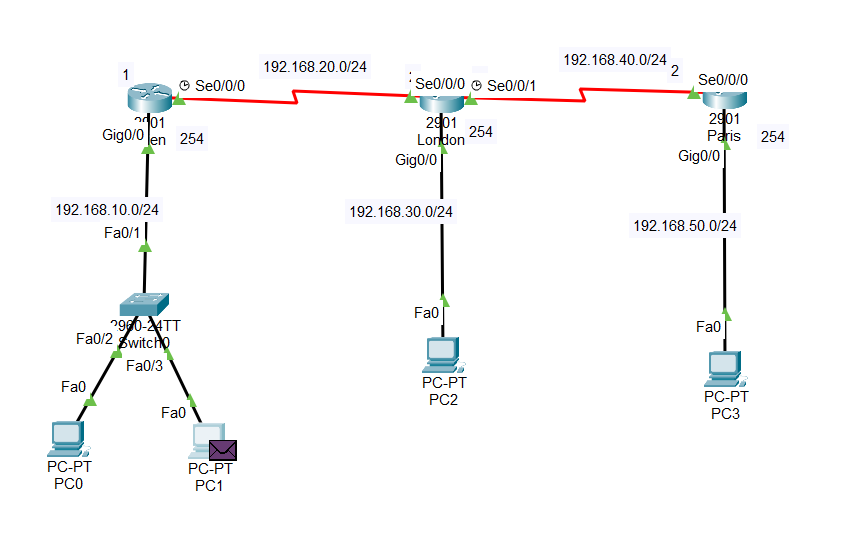 192.168.20.0/24
192.168.40.0/24
1
Se0/0/0
Se0/0/0
Se0/0/1
2
Se0/0/0
2901
Gig0/0
254
2901
London
254
Gig0/0
2901
Paris
254
Gig0/0
192.168.10.0/24
192.168.30.0/24
192.168.50.0/24
Fa0/1
2960-24TT
Switch0
Fa0/2
Fa0/3
Fa0
Fa0
Fa0
Fa0
PC-PT
PC0
PC-PT
PC1
PC-PT
PC2
PC-PT
PC3